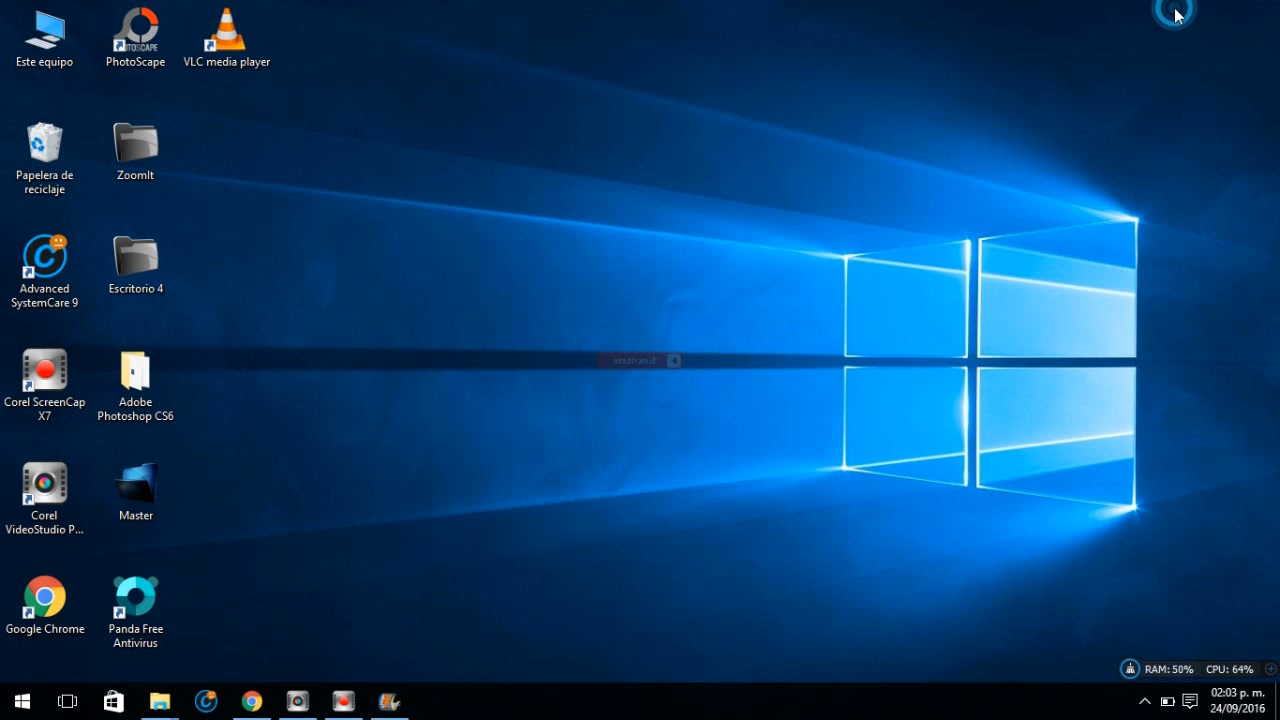 Este equipo
PhotoScape
VLC media player
Papelera de
reciclaje
ZoomIt
Advanced
SystemCare 9
Escritorio 4
Corel ScreenCap
X7
Adobe
Photoshop CS6
Corel
VideoStudio P...
Master
Google Chrome
Panda Free
Antivirus
RAM: 50% CPU: 64%
02:03 p. m.
24/09/2016